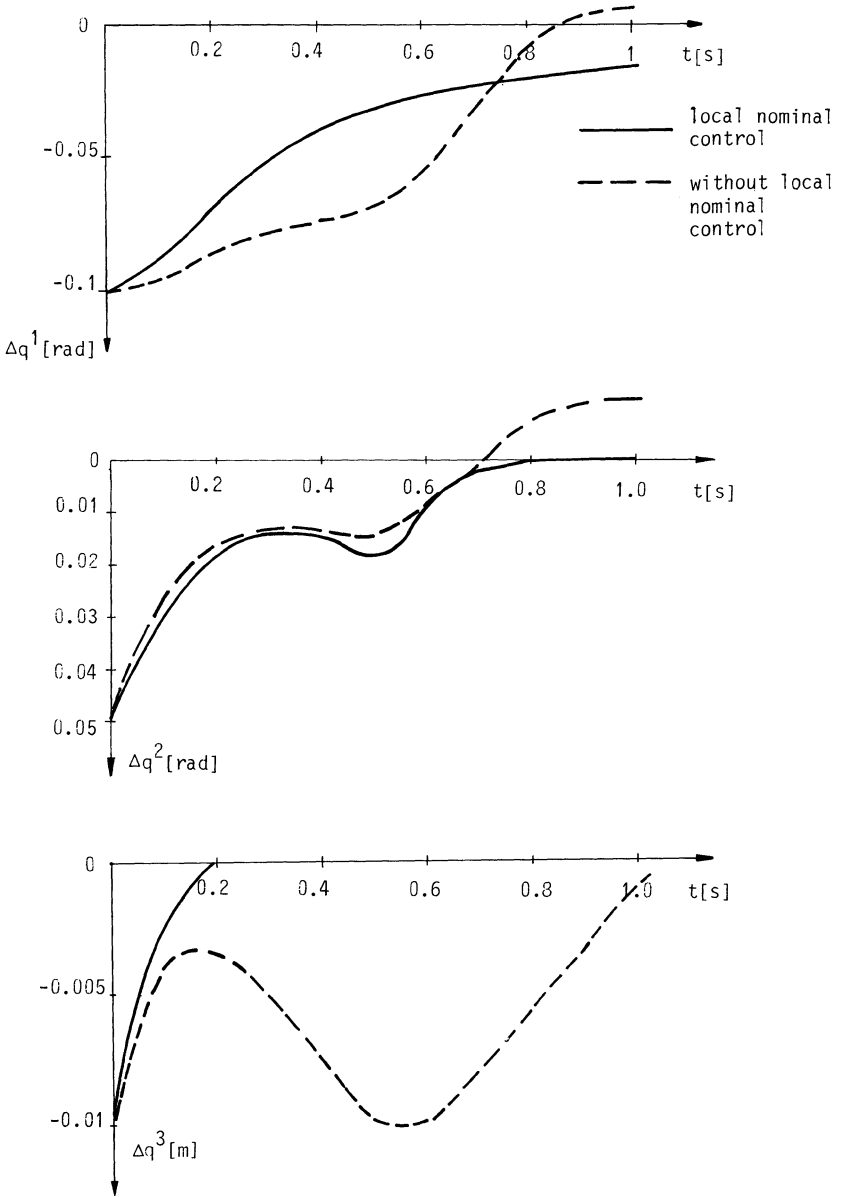 0
0.2
0.4
0.6
0.8
1
t[s]
local nominal
control
-0.05
without local
nominal
control
-0.1
Δq¹[rad]
0
0.2
0.4
0.6
0.8
1.0
t[s]
0.01
0.02
0.03
0.04
0.05
Δq²[rad]
0
0.2
0.4
0.6
0.8
1.0
t[s]
-0.005
-0.01
Δq³[m]